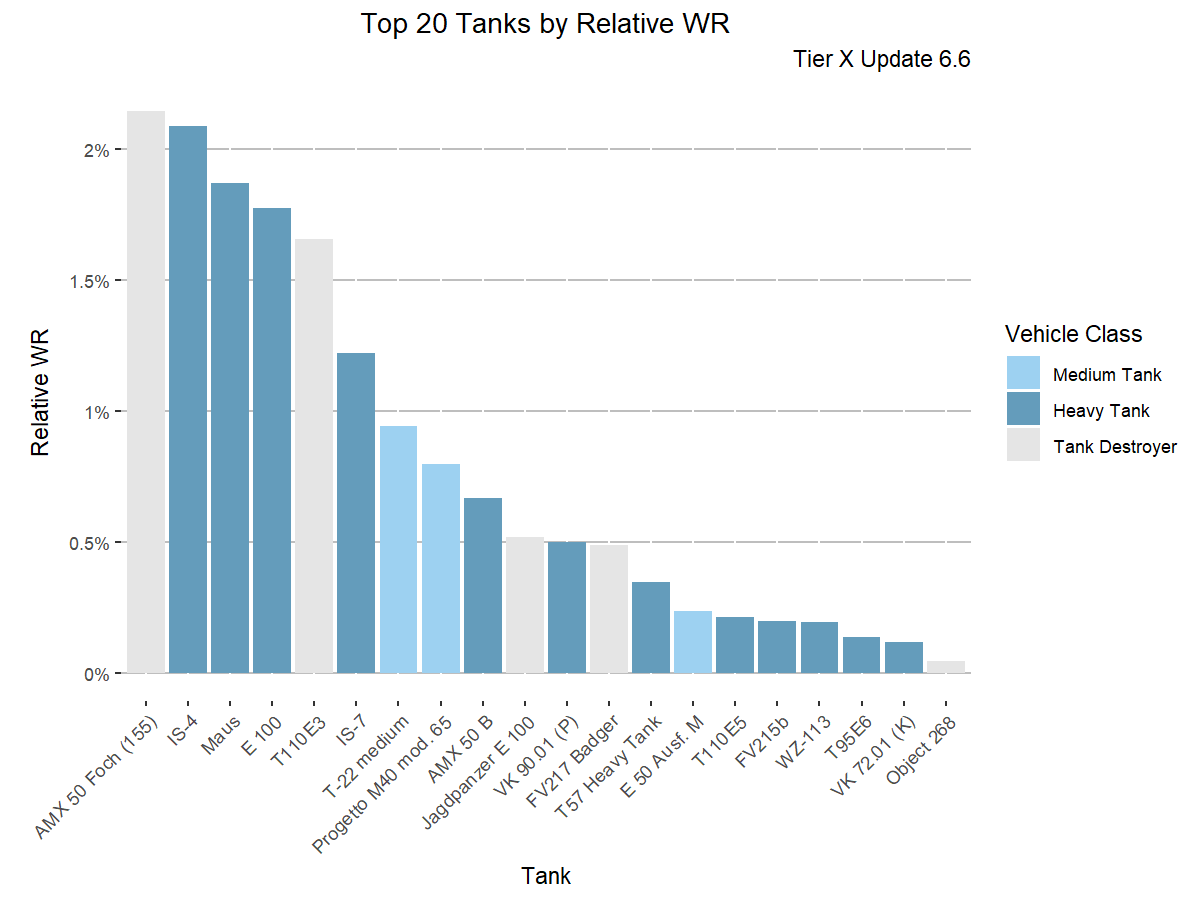 Top 20 Tanks by Relative WR
Tier X Update 6.6
Relative WR
2%
1.5%
1%
0.5%
0%
AMX 50 Foch (155)
IS-4
Maus
E 100
T110E3
IS-7
T-22 medium
Progetto M40 mod. 65
AMX 50 B
Jagdpanzer E 100
VK 90.01 (P)
FV217 Badger
T57 Heavy Tank
E 50 Ausf. M
T110E5
FV215b
WZ-113
T95E6
VK 72.01 (K)
Object 268
Tank
Vehicle Class
Medium Tank
Heavy Tank
Tank Destroyer